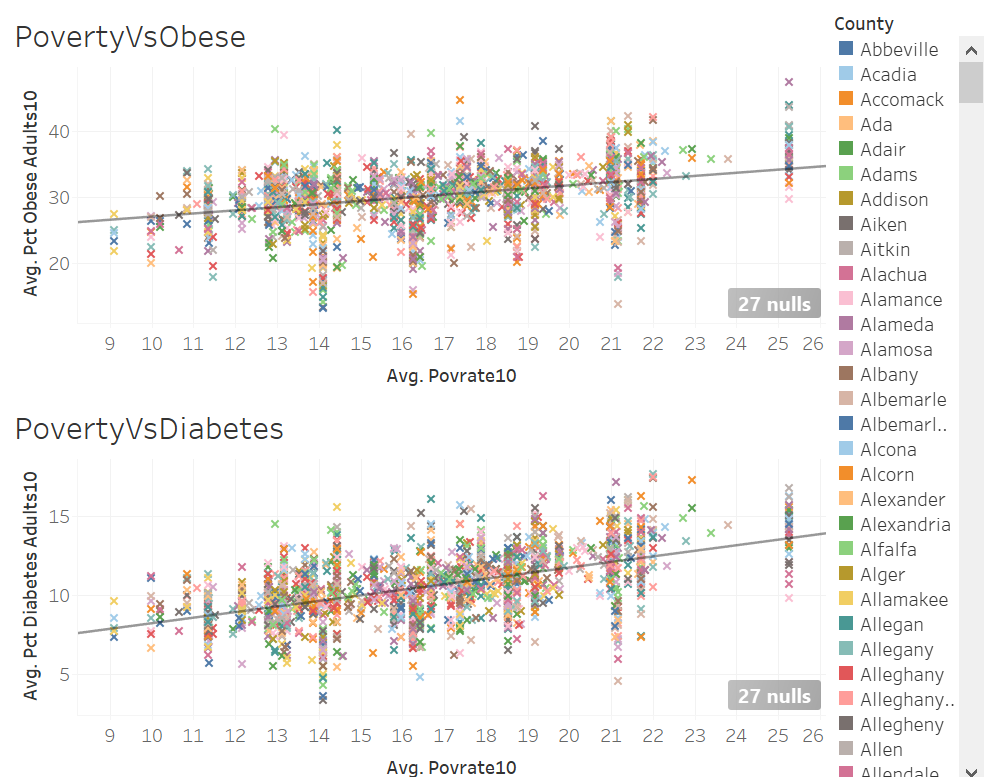 PovertyVsObese
Avg. Pct Obese Adults10
40
30
20
27 nulls
9 10 11 12 13 14 15 16 17 18 19 20 21 22 23 24 25 26
Avg. Povrate10
PovertyVsDiabetes
Avg. Pct Diabetes Adults10
15
10
5
27 nulls
9 10 11 12 13 14 15 16 17 18 19 20 21 22 23 24 25 26
Avg. Povrate10
County
Abbeville
Acadia
Accomack
Ada
Adair
Adams
Addison
Aiken
Aitkin
Alachua
Alamance
Alameda
Alamosa
Albany
Albemarle
Albemarl..
Alcona
Alcorn
Alexander
Alexandria
Alfalfa
Alger
Allamakee
Allegan
Allegany
Alleghany
Alleghany..
Allegheny
Allen
Allendale